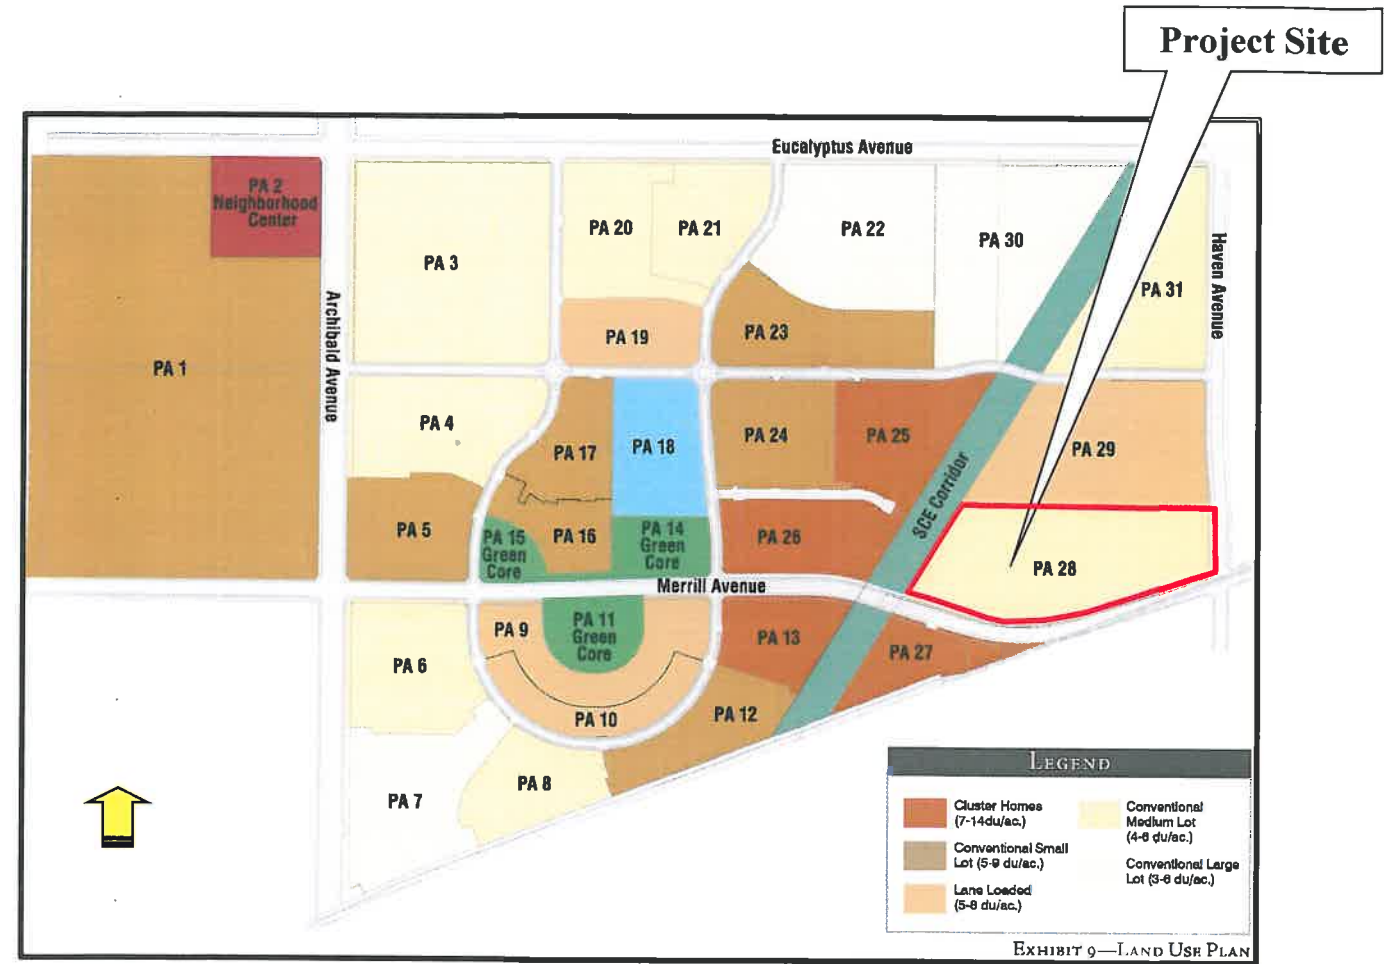 Project Site
Eucalyptus Avenue
PA 2
Neighborhood
Center
PA 20
PA 21
PA 22
PA 30
PA 3
PA 31
Haven Avenue
PA 19
PA 23
Archibald Avenue
PA 1
PA 4
PA 17
PA 18
PA 24
PA 25
PA 29
SCE Corridor
PA 5
PA 15
Green
Core
PA 16
PA 14
Green
Core
PA 26
PA 28
Merrill Avenue
PA 9
PA 11
Green
Core
PA 13
PA 27
PA 6
PA 10
PA 12
PA 7
PA 8
LEGEND
Cluster Homes
(7-14du/ac.)
Conventional Small
Lot (5-9 du/ac.)
Lane Loaded
(5-8 du/ac.)
Conventional
Medium Lot
(4-6 du/ac.)
Conventional Large
Lot (3-6 du/ac.)
EXHIBIT 9—LAND USE PLAN